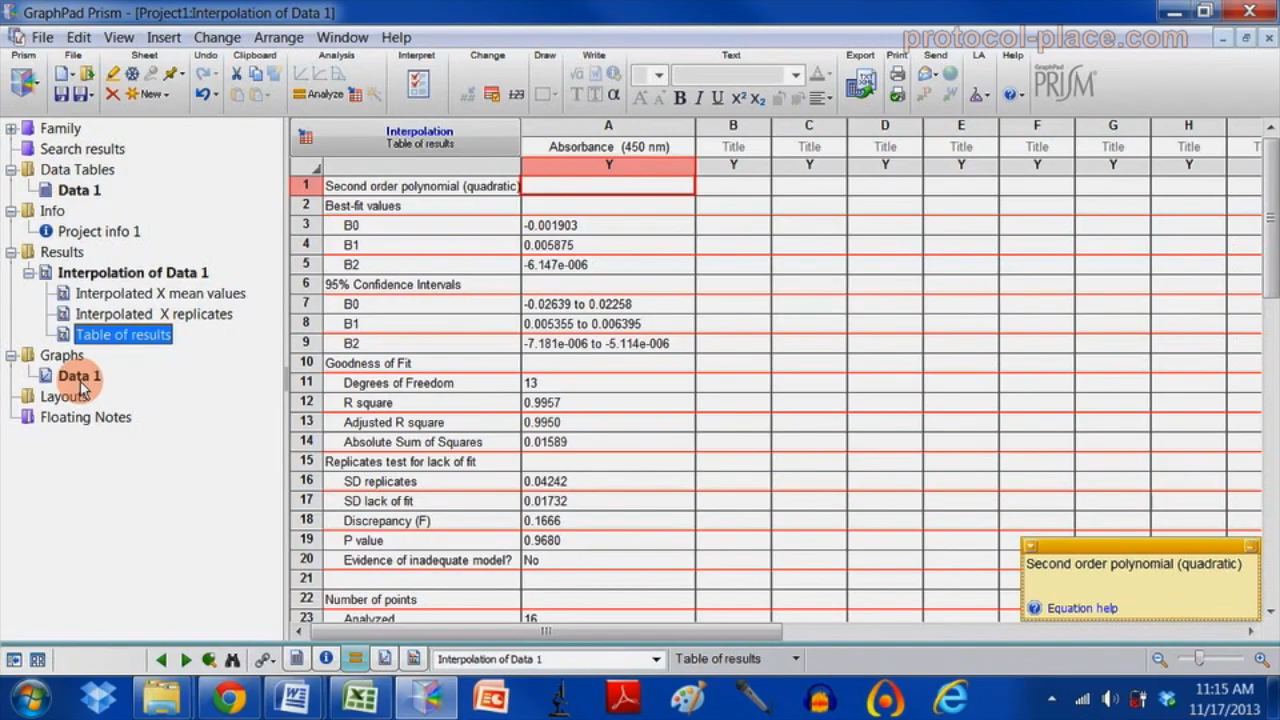 GraphPad Prism - [Project1:Interpolation of Data 1]
File Edit View Insert Change Arrange Window Help
protocol-place.com
Prism File Sheet Undo Clipboard Analysis Interpret Change Draw Write Text Export Print Send LA Help
New Analyze
GraphPad
PRISM
Family
Search results
Data Tables
Data 1
Info
Project info 1
Results
Interpolation of Data 1
Interpolated X mean values
Interpolated X replicates
Table of results
Graphs
Data 1
Layouts
Floating Notes
Interpolation
Table of results
A B C D E F G H
Absorbance (450 nm) Title Title Title Title Title Title Title
Y Y Y Y Y Y Y Y
1 Second order polynomial (quadratic)
2 Best-fit values
3 B0 -0.001903
4 B1 0.005875
5 B2 -6.147e-006
6 95% Confidence Intervals
7 B0 -0.02639 to 0.02258
8 B1 0.005355 to 0.006395
9 B2 -7.181e-006 to -5.114e-006
10 Goodness of Fit
11 Degrees of Freedom 13
12 R square 0.9957
13 Adjusted R square 0.9950
14 Absolute Sum of Squares 0.01589
15 Replicates test for lack of fit
16 SD replicates 0.04242
17 SD lack of fit 0.01732
18 Discrepancy (F) 0.1666
19 P value 0.9680
20 Evidence of inadequate model? No
21
22 Number of points
23 Analyzed 16
Second order polynomial (quadratic)
Equation help
Interpolation of Data 1 Table of results
11:15 AM
11/17/2013